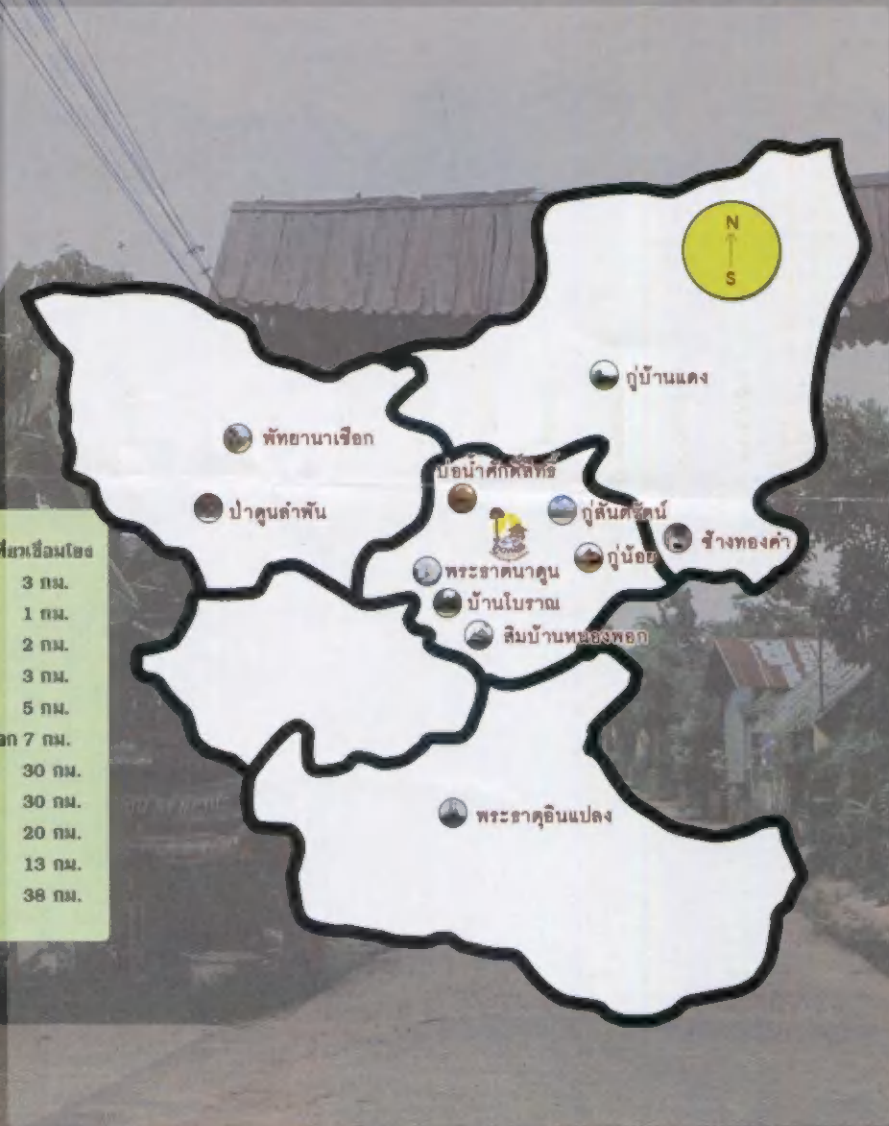 N
S
กู่บ้านแดง
พัทยานาเชือก
ป่าดูนลำพัน
บ่อน้ำศักดิ์สิทธิ์
กู่สันตรัตน์
กู่น้อย
ช้างทองคำ
พระธาตุนาดูน
บ้านโบราณ
สิมบ้านหนองพอก
พระธาตุอินแปลง
3 กม.
1 กม.
2 กม.
3 กม.
5 กม.
7 กม.
30 กม.
30 กม.
20 กม.
13 กม.
38 กม.